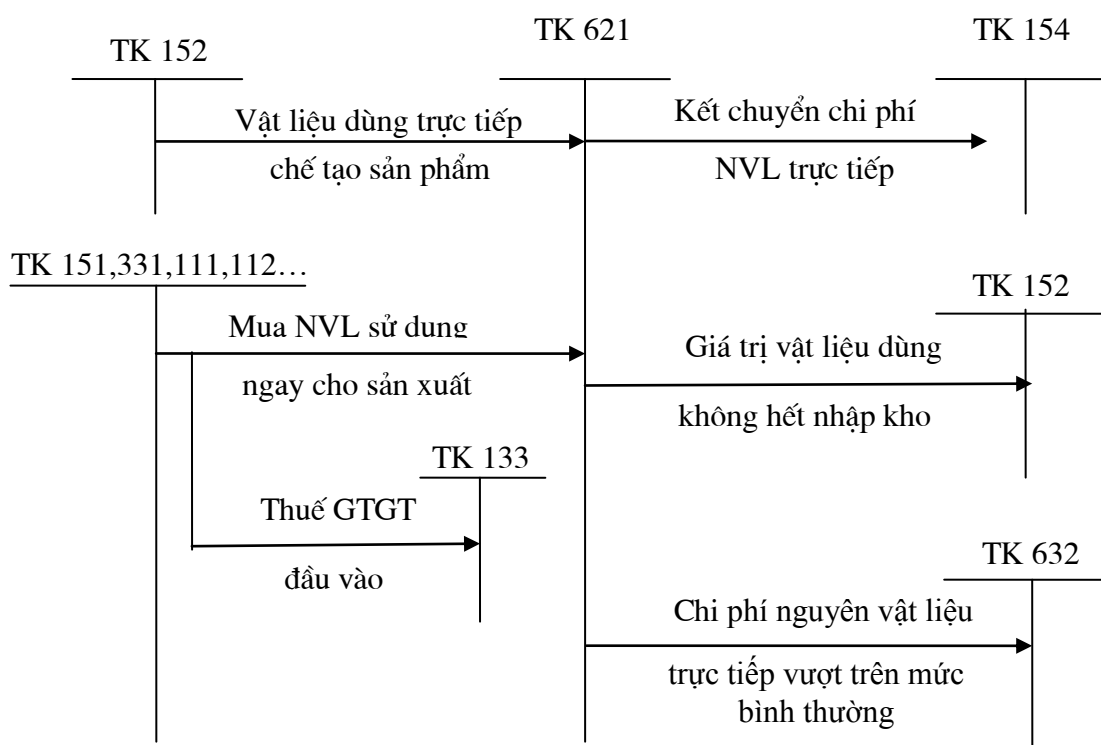 TK 152
TK 621
TK 154
Vật liệu dùng trực tiếp
chế tạo sản phẩm
Kết chuyển chi phí
NVL trực tiếp
TK 151,331,111,112…
Mua NVL sử dung
ngay cho sản xuất
TK 152
Giá trị vật liệu dùng
không hết nhập kho
TK 133
Thuế GTGT
đầu vào
TK 632
Chi phí nguyên vật liệu
trực tiếp vượt trên mức
bình thường